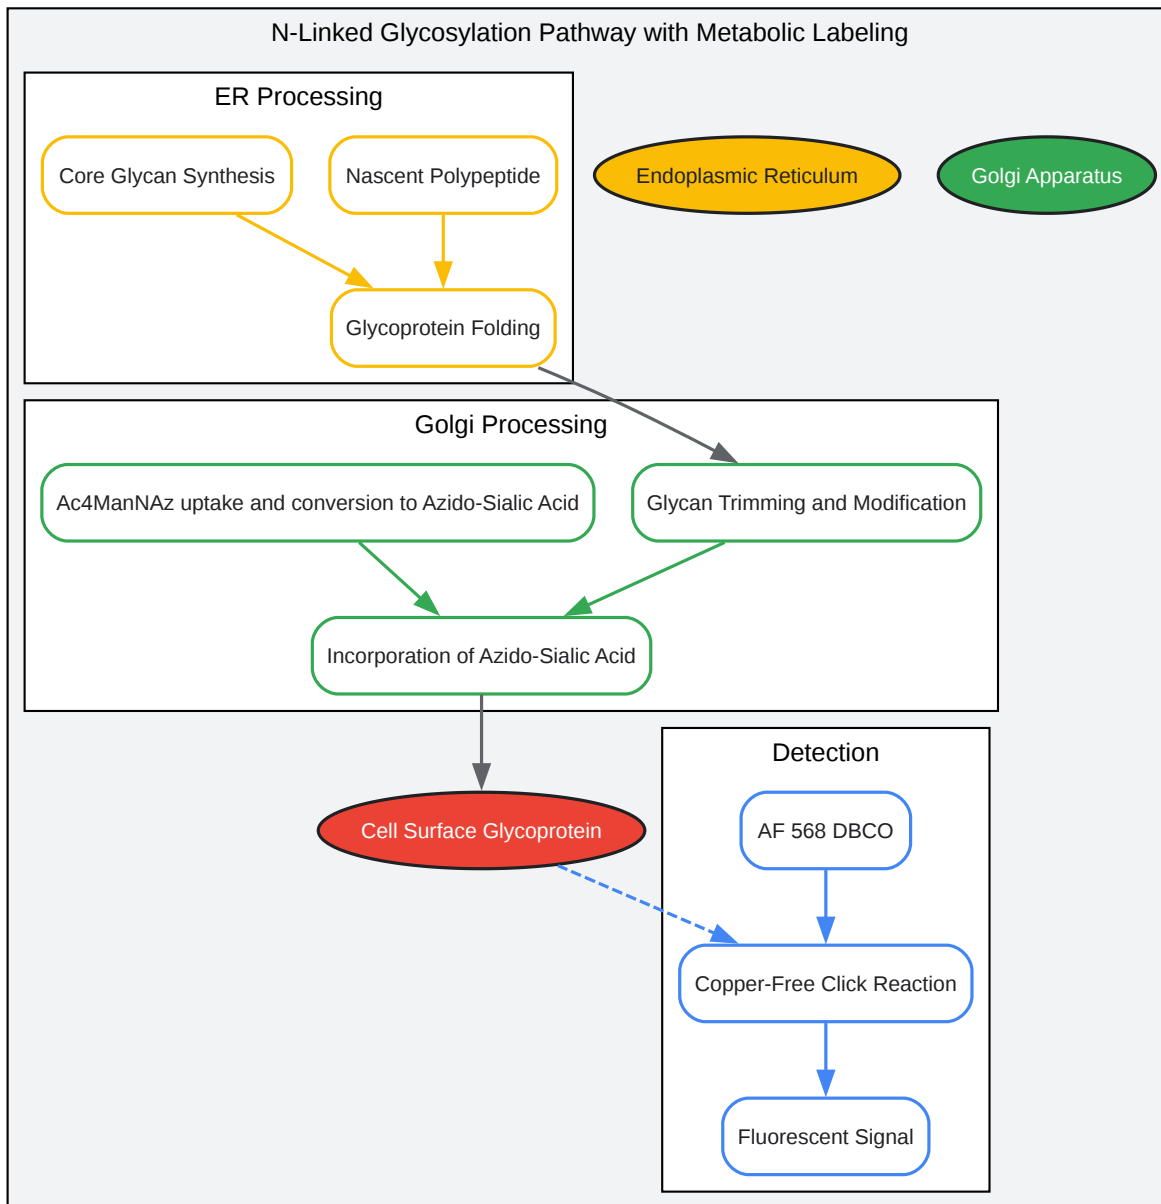 N-Linked Glycosylation Pathway with Metabolic Labeling
ER Processing
Core Glycan Synthesis
Nascent Polypeptide
Endoplasmic Reticulum
Golgi Apparatus
Glycoprotein Folding
Golgi Processing
Ac4ManNAz uptake and conversion to Azido-Sialic Acid
Glycan Trimming and Modification
Incorporation of Azido-Sialic Acid
Detection
Cell Surface Glycoprotein
AF 568 DBCO
Copper-Free Click Reaction
Fluorescent Signal